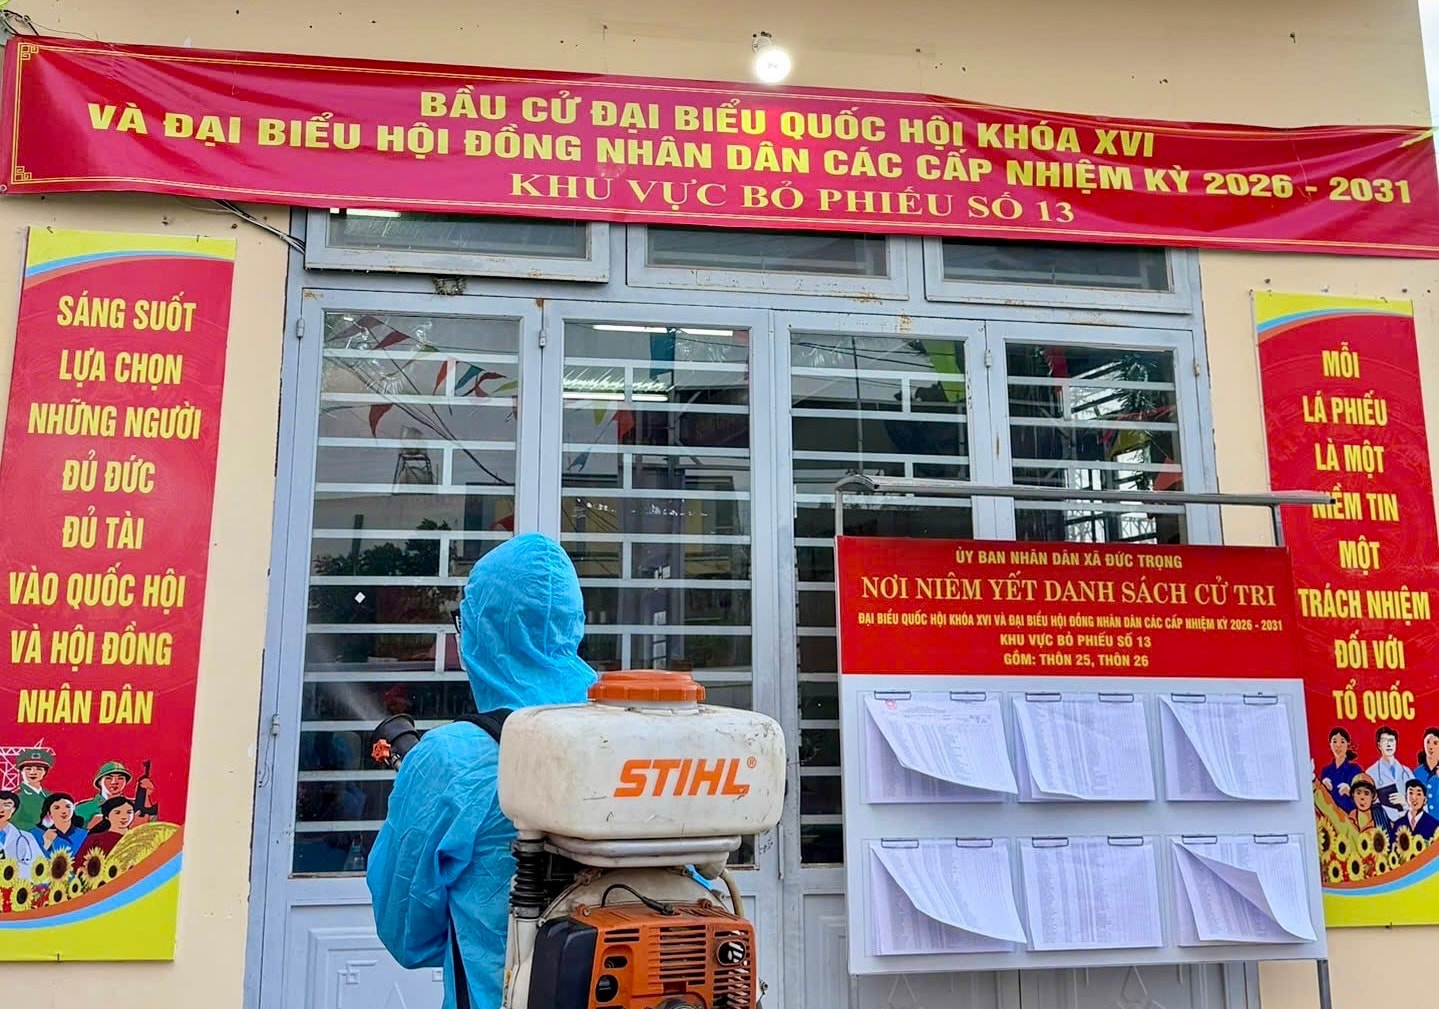 BẦU CỬ ĐẠI BIỂU QUỐC HỘI KHÓA XVI
VÀ ĐẠI BIỂU HỘI ĐỒNG NHÂN DÂN CÁC CẤP NHIỆM KỲ 2026 - 2031
KHU VỰC BỎ PHIẾU SỐ 13
SÁNG SUỐT
LỰA CHỌN
NHỮNG NGƯỜI
ĐỦ ĐỨC
ĐỦ TÀI
VÀO QUỐC HỘI
VÀ HỘI ĐỒNG
NHÂN DÂN
MỖI
LÁ PHIẾU
LÀ MỘT
NIỀM TIN
MỘT
TRÁCH NHIỆM
ĐỐI VỚI
TỔ QUỐC
ỦY BAN NHÂN DÂN XÃ ĐỨC TRỌNG
NƠI NIÊM YẾT DANH SÁCH CỬ TRI
ĐẠI BIỂU QUỐC HỘI KHÓA XVI VÀ ĐẠI BIỂU HỘI ĐỒNG NHÂN DÂN CÁC CẤP NHIỆM KỲ 2026 - 2031
KHU VỰC BỎ PHIẾU SỐ 13
GỒM: THÔN 25, THÔN 26
STIHL®